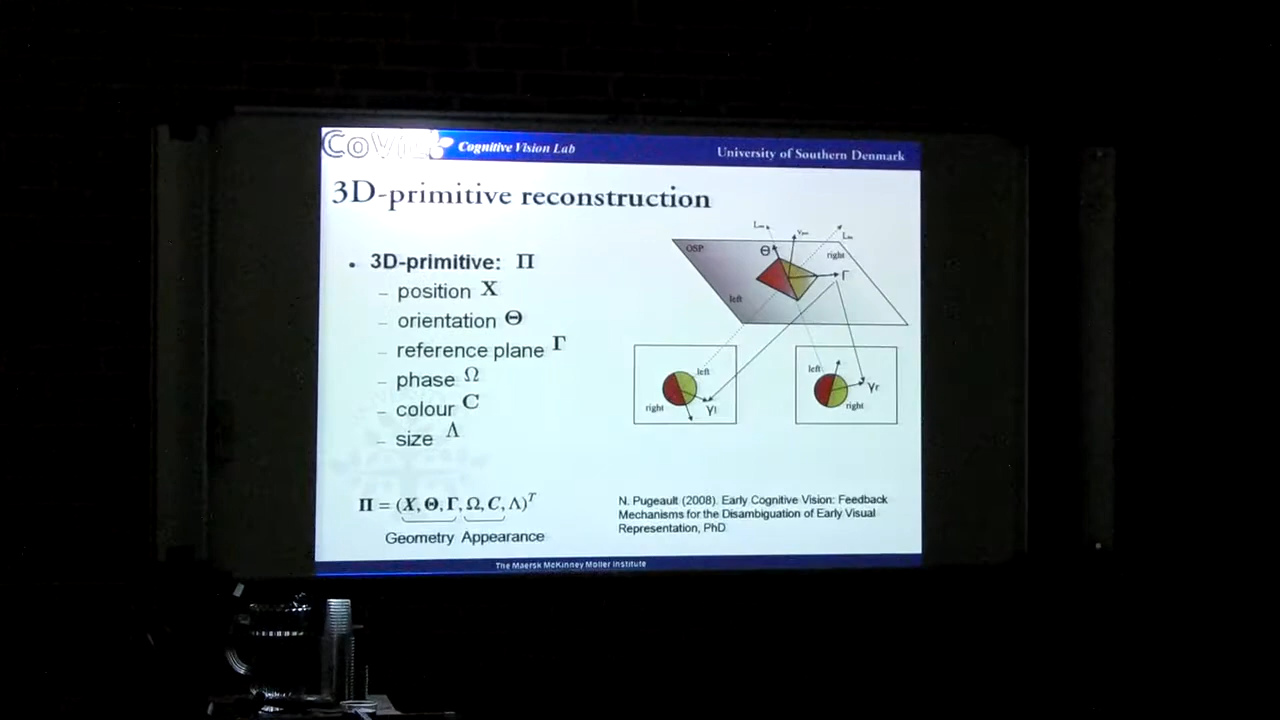 CoViL Cognitive Vision Lab
University of Southern Denmark
3D-primitive reconstruction
• 3D-primitive: Π
– position X
– orientation Θ
– reference plane Γ
– phase Ω
– colour C
– size Λ
Π = (X, Θ, Γ, Ω, C, Λ)^T
Geometry Appearance
OSP
Θ
right
Γ
left
left
right
γl
left
γr
right
N. Pugeault (2008). Early Cognitive Vision: Feedback
Mechanisms for the Disambiguation of Early Visual
Representation, PhD
The Maersk McKinney Moller Institute